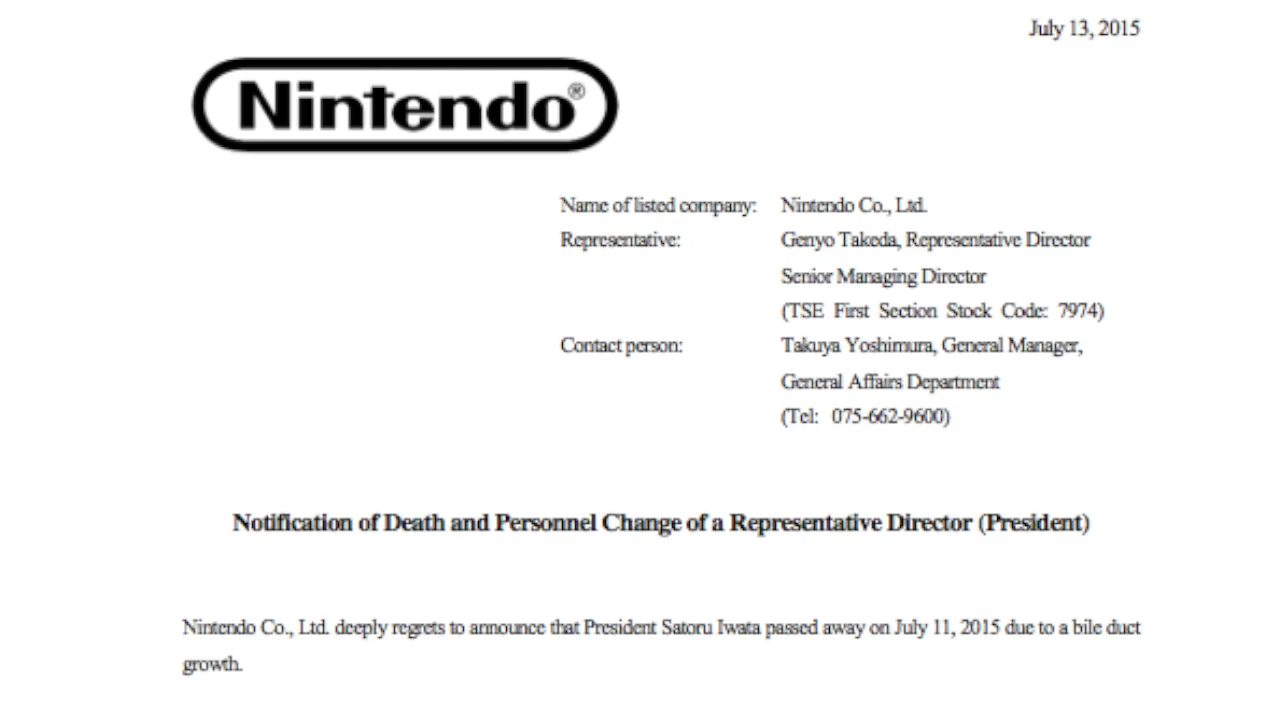 July 13, 2015
Nintendo®
Name of listed company: Nintendo Co., Ltd.
Representative: Genyo Takeda, Representative Director
Senior Managing Director
(TSE First Section Stock Code: 7974)
Contact person: Takuya Yoshimura, General Manager,
General Affairs Department
(Tel: 075-662-9600)
Notification of Death and Personnel Change of a Representative Director (President)
Nintendo Co., Ltd. deeply regrets to announce that President Satoru Iwata passed away on July 11, 2015 due to a bile duct
growth.